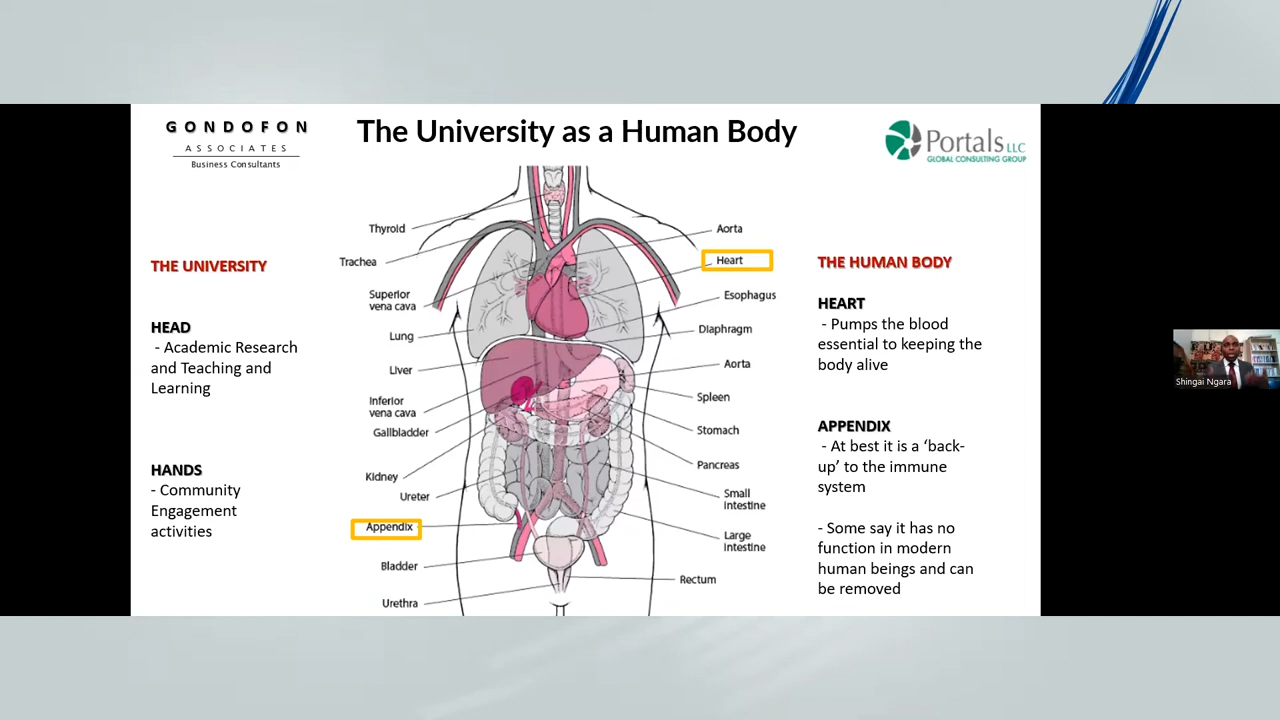 GONDOFON
ASSOCIATES
Business Consultants
The University as a Human Body
Portals LLC
GLOBAL CONSULTING GROUP
THE UNIVERSITY
HEAD
- Academic Research
and Teaching and
Learning
HANDS
- Community
Engagement
activities
Thyroid
Trachea
Superior
vena cava
Lung
Liver
Inferior
vena cava
Gallbladder
Kidney
Ureter
Appendix
Bladder
Urethra
Aorta
Heart
Esophagus
Diaphragm
Aorta
Spleen
Stomach
Pancreas
Small
Intestine
Large
Intestine
Rectum
THE HUMAN BODY
HEART
- Pumps the blood
essential to keeping the
body alive
APPENDIX
- At best it is a ‘back-
up’ to the immune
system
- Some say it has no
function in modern
human beings and can
be removed
Shingai Ngara